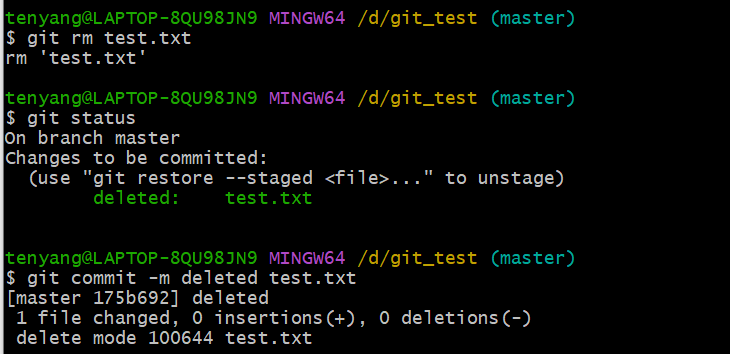 tenyang@LAPTOP-8QU98JN9 MINGW64 /d/git_test (master)
$ git rm test.txt
rm 'test.txt'
tenyang@LAPTOP-8QU98JN9 MINGW64 /d/git_test (master)
$ git status
On branch master
Changes to be committed:
  (use "git restore --staged <file>..." to unstage)
        deleted:    test.txt
tenyang@LAPTOP-8QU98JN9 MINGW64 /d/git_test (master)
$ git commit -m deleted test.txt
[master 175b692] deleted
 1 file changed, 0 insertions(+), 0 deletions(-)
 delete mode 100644 test.txt